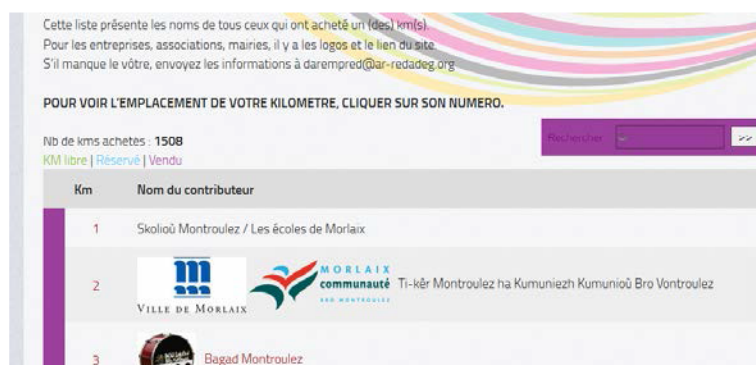 Cette liste présente les noms de tous ceux qui ont acheté un (des) km(s).
Pour les entreprises, associations, mairies, il y a les logos et le lien du site.
S'il manque le vôtre, envoyez les informations à darempred@ar-redadeg.org
POUR VOIR L'EMPLACEMENT DE VOTRE KILOMETRE, CLIQUER SUR SON NUMERO.
Rechercher >>
Nb de kms achetes : 1508
KM libre | Réservé | Vendu
Km Nom du contributeur
1 Skolioù Montroulez / Les écoles de Morlaix
2 VILLE DE MORLAIX MORLAIX communauté BRO MONTROULEZ Ti-kêr Montroulez ha Kumuniezh Kumunioù Bro Vontroulez
3 Bagad Montroulez